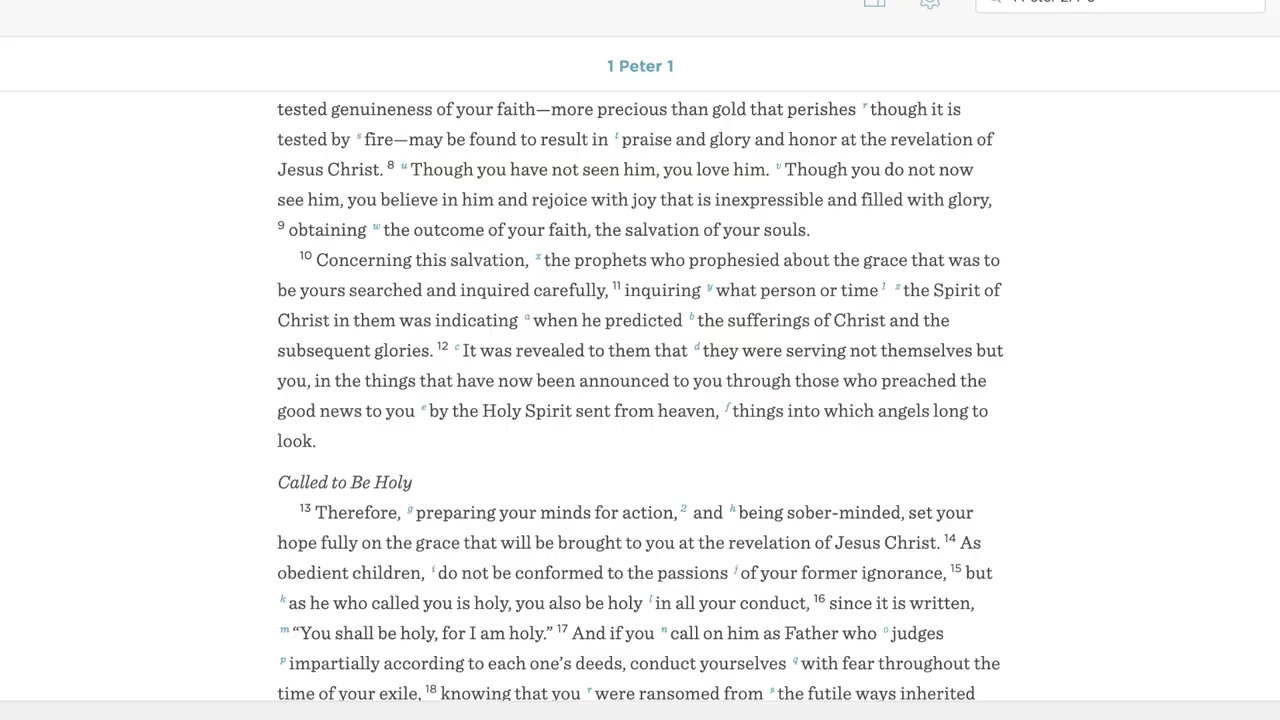 1 Peter 1
tested genuineness of your faith—more precious than gold that perishes r though it is
tested by s fire—may be found to result in t praise and glory and honor at the revelation of
Jesus Christ. 8 u Though you have not seen him, you love him. v Though you do not now
see him, you believe in him and rejoice with joy that is inexpressible and filled with glory,
9 obtaining w the outcome of your faith, the salvation of your souls.
10 Concerning this salvation, x the prophets who prophesied about the grace that was to
be yours searched and inquired carefully, 11 inquiring y what person or time 1 z the Spirit of
Christ in them was indicating a when he predicted b the sufferings of Christ and the
subsequent glories. 12 c It was revealed to them that d they were serving not themselves but
you, in the things that have now been announced to you through those who preached the
good news to you e by the Holy Spirit sent from heaven, f things into which angels long to
look.
Called to Be Holy
13 Therefore, g preparing your minds for action, 2 and h being sober-minded, set your
hope fully on the grace that will be brought to you at the revelation of Jesus Christ. 14 As
obedient children, i do not be conformed to the passions j of your former ignorance, 15 but
k as he who called you is holy, you also be holy l in all your conduct, 16 since it is written,
m “You shall be holy, for I am holy.” 17 And if you n call on him as Father who o judges
p impartially according to each one’s deeds, conduct yourselves q with fear throughout the
time of your exile, 18 knowing that you r were ransomed from s the futile ways inherited